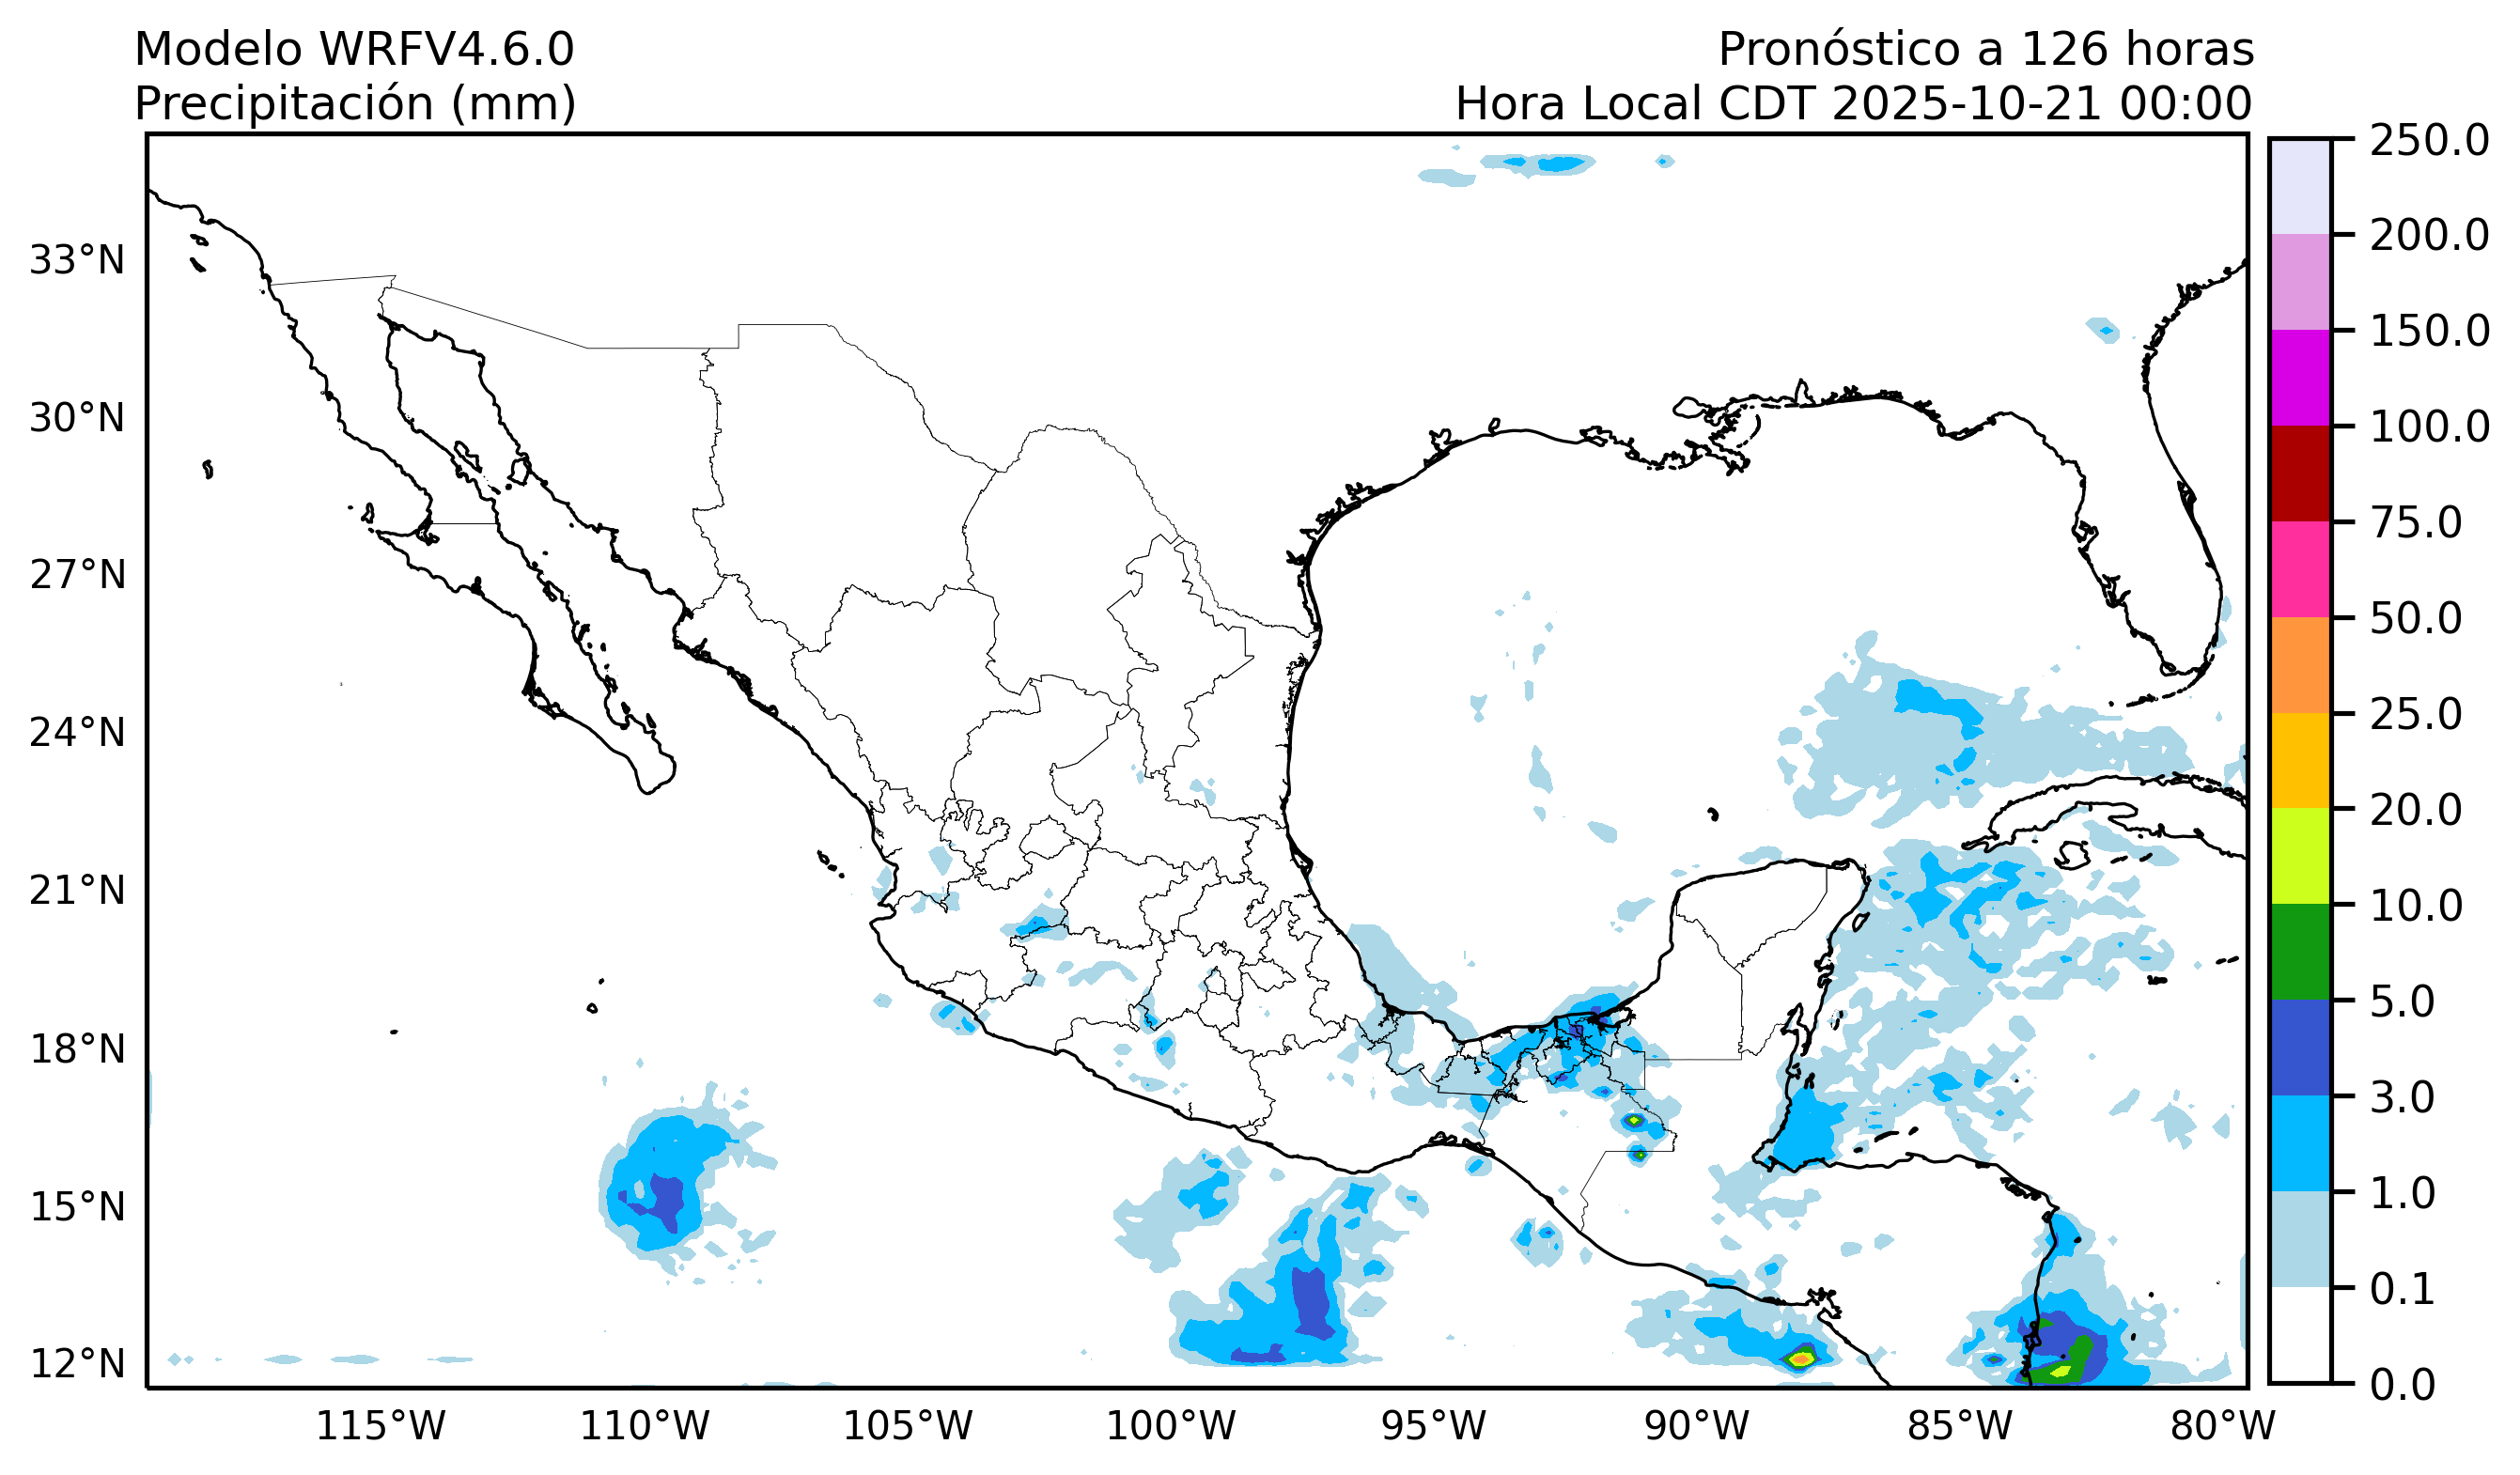 Modelo WRFV4.6.0
Precipitación (mm)
Pronóstico a 126 horas
Hora Local CDT 2025-10-21 00:00
33°N
30°N
27°N
24°N
21°N
18°N
15°N
12°N
115°W
110°W
105°W
100°W
95°W
90°W
85°W
80°W
250.0
200.0
150.0
100.0
75.0
50.0
25.0
20.0
10.0
5.0
3.0
1.0
0.1
0.0